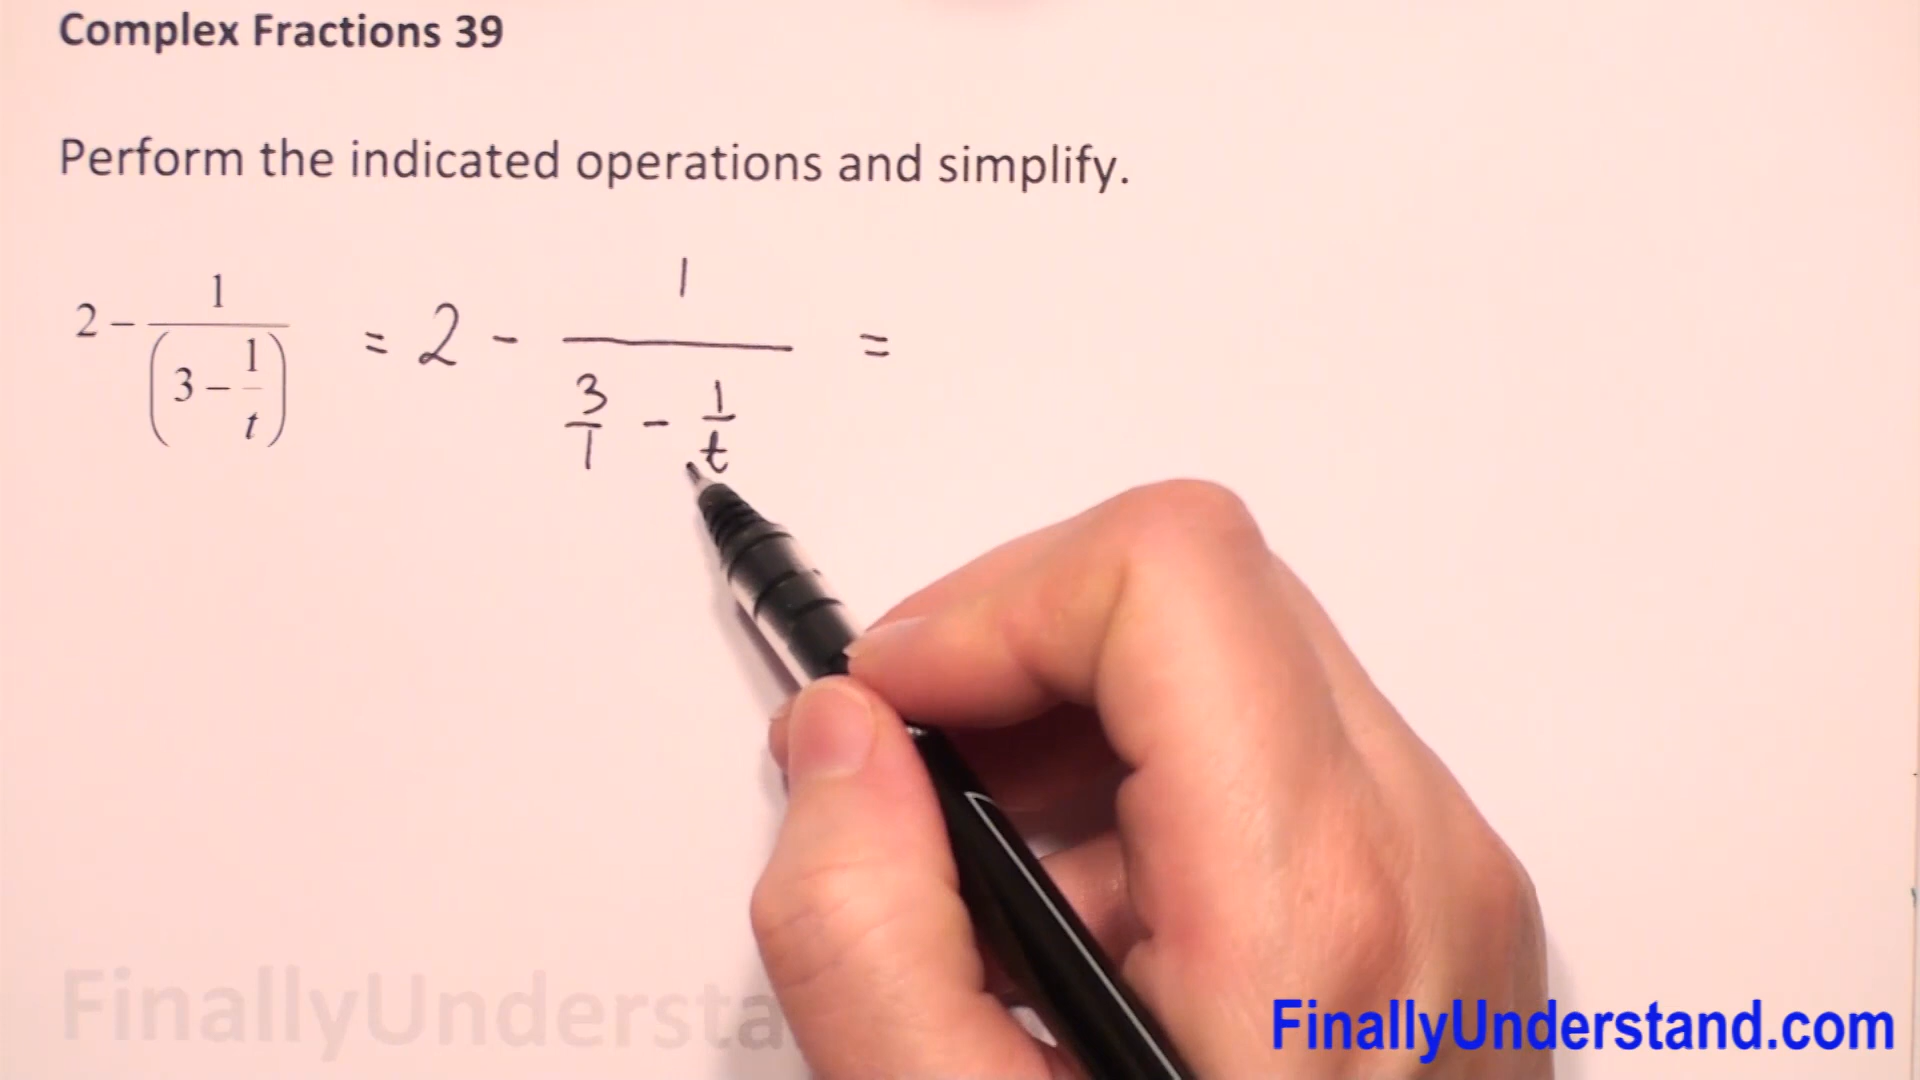 Complex Fractions 39
Perform the indicated operations and simplify.
2 - 1/(3 - 1/t) = 2 - 1/(3/1 - 1/t) =
FinallyUndersta
FinallyUnderstand.com